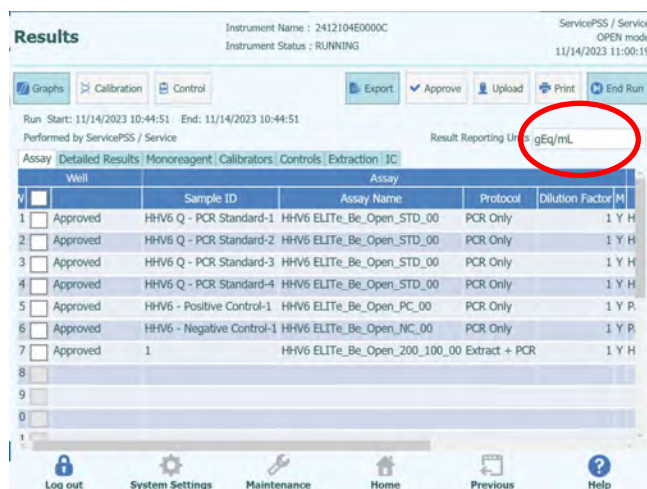 Results
Instrument Name : 2412104E0000C
Instrument Status : RUNNING
ServicePSS / Service
OPEN mode
11/14/2023 11:00:19
Graphs Calibration Control Export Approve Upload Print End Run
Run Start: 11/14/2023 10:44:51 End: 11/14/2023 10:44:51
Performed by ServicePSS / Service
Result Reporting Units gEq/mL
Assay Detailed Results Monoreagent Calibrators Controls Extraction IC
Well Assay
Sample ID Assay Name Protocol Dilution Factor M
1 Approved HHV6 Q - PCR Standard-1 HHV6 ELITe_Be_Open_STD_00 PCR Only 1 Y H
2 Approved HHV6 Q - PCR Standard-2 HHV6 ELITe_Be_Open_STD_00 PCR Only 1 Y H
3 Approved HHV6 Q - PCR Standard-3 HHV6 ELITe_Be_Open_STD_00 PCR Only 1 Y H
4 Approved HHV6 Q - PCR Standard-4 HHV6 ELITe_Be_Open_STD_00 PCR Only 1 Y H
5 Approved HHV6 - Positive Control-1 HHV6 ELITe_Be_Open_PC_00 PCR Only 1 Y P
6 Approved HHV6 - Negative Control-1 HHV6 ELITe_Be_Open_NC_00 PCR Only 1 Y P
7 Approved 1 HHV6 ELITe_Be_Open_200_100_00 Extract + PCR 1 Y H
8
9
0
Log out System Settings Maintenance Home Previous Help